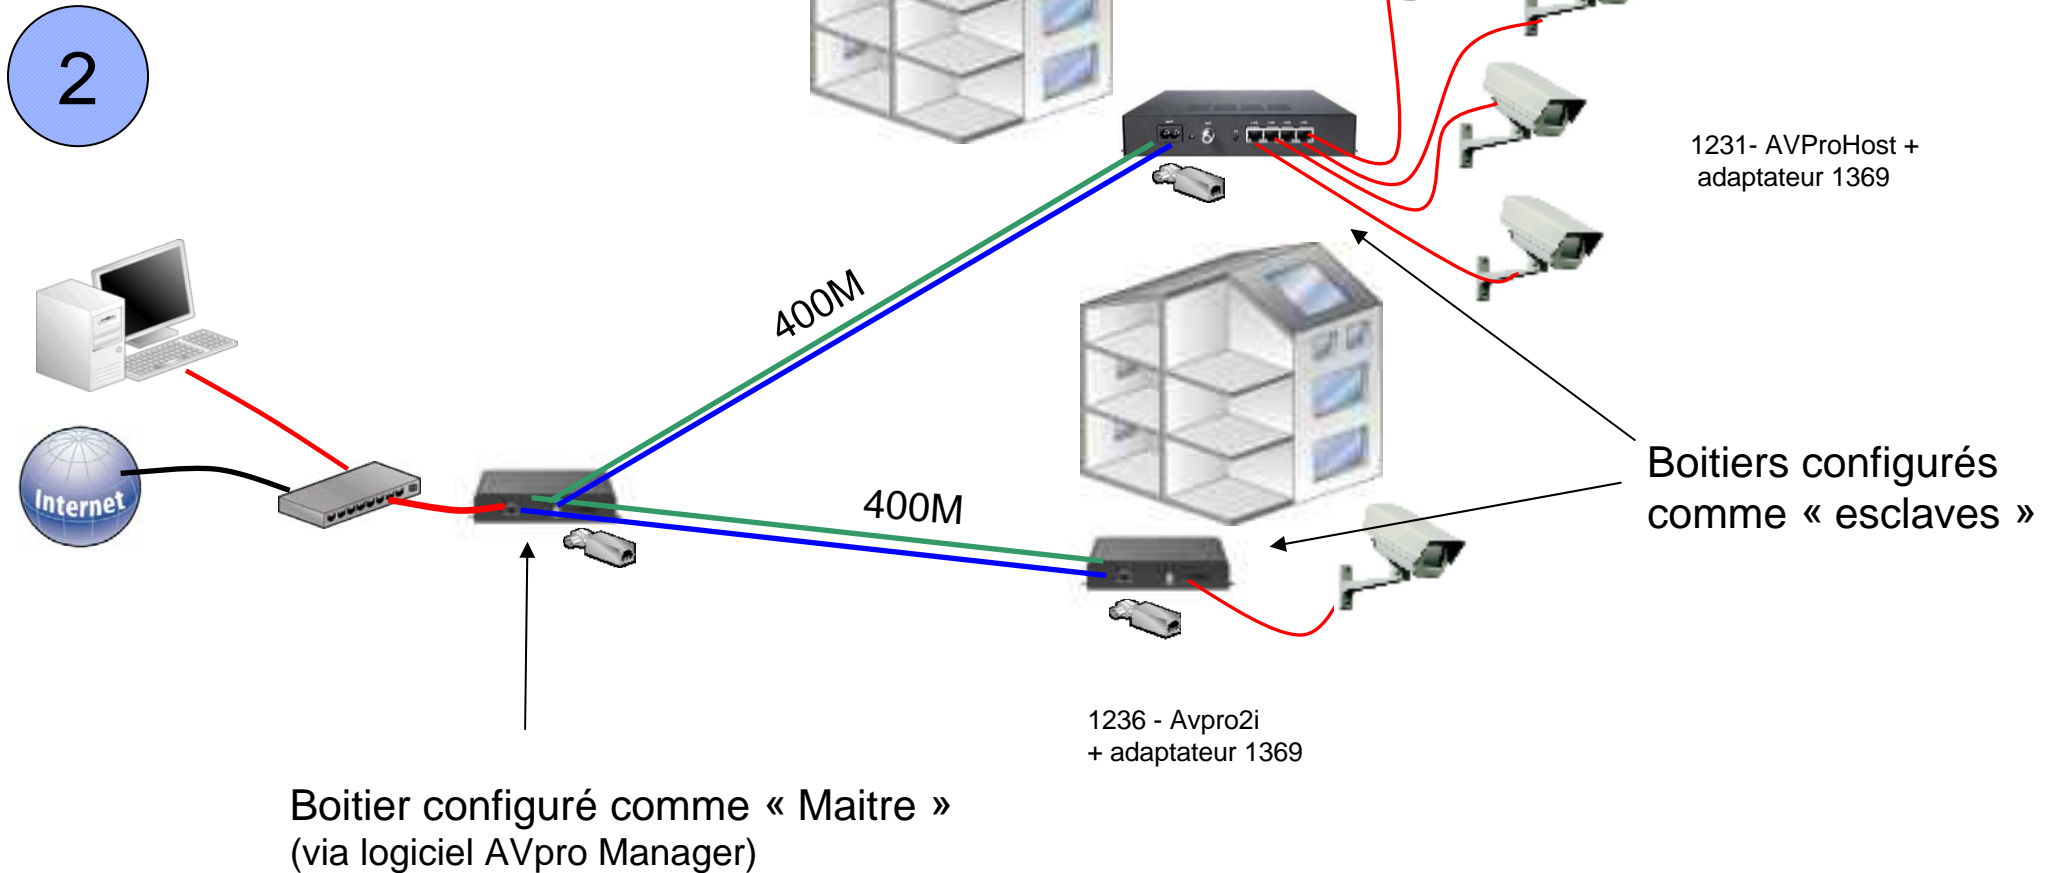 2
1231- AVProHost +
adaptateur 1369
400M
Internet
400M
Boitiers configurés
comme « esclaves »
1236 - Avpro2i
+ adaptateur 1369
Boitier configuré comme « Maitre »
(via logiciel AVpro Manager)